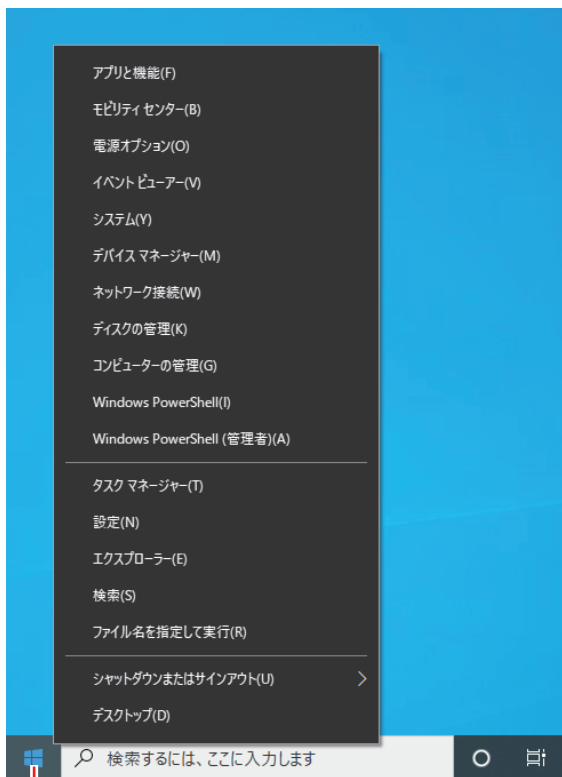 アプリと機能(F)
モビリティ センター(B)
電源オプション(O)
イベント ビューアー(V)
システム(Y)
デバイス マネージャー(M)
ネットワーク接続(W)
ディスクの管理(K)
コンピューターの管理(G)
Windows PowerShell(I)
Windows PowerShell (管理者)(A)
タスク マネージャー(T)
設定(N)
エクスプローラー(E)
検索(S)
ファイル名を指定して実行(R)
シャットダウンまたはサインアウト(U)
デスクトップ(D)
検索するには、ここに入力します